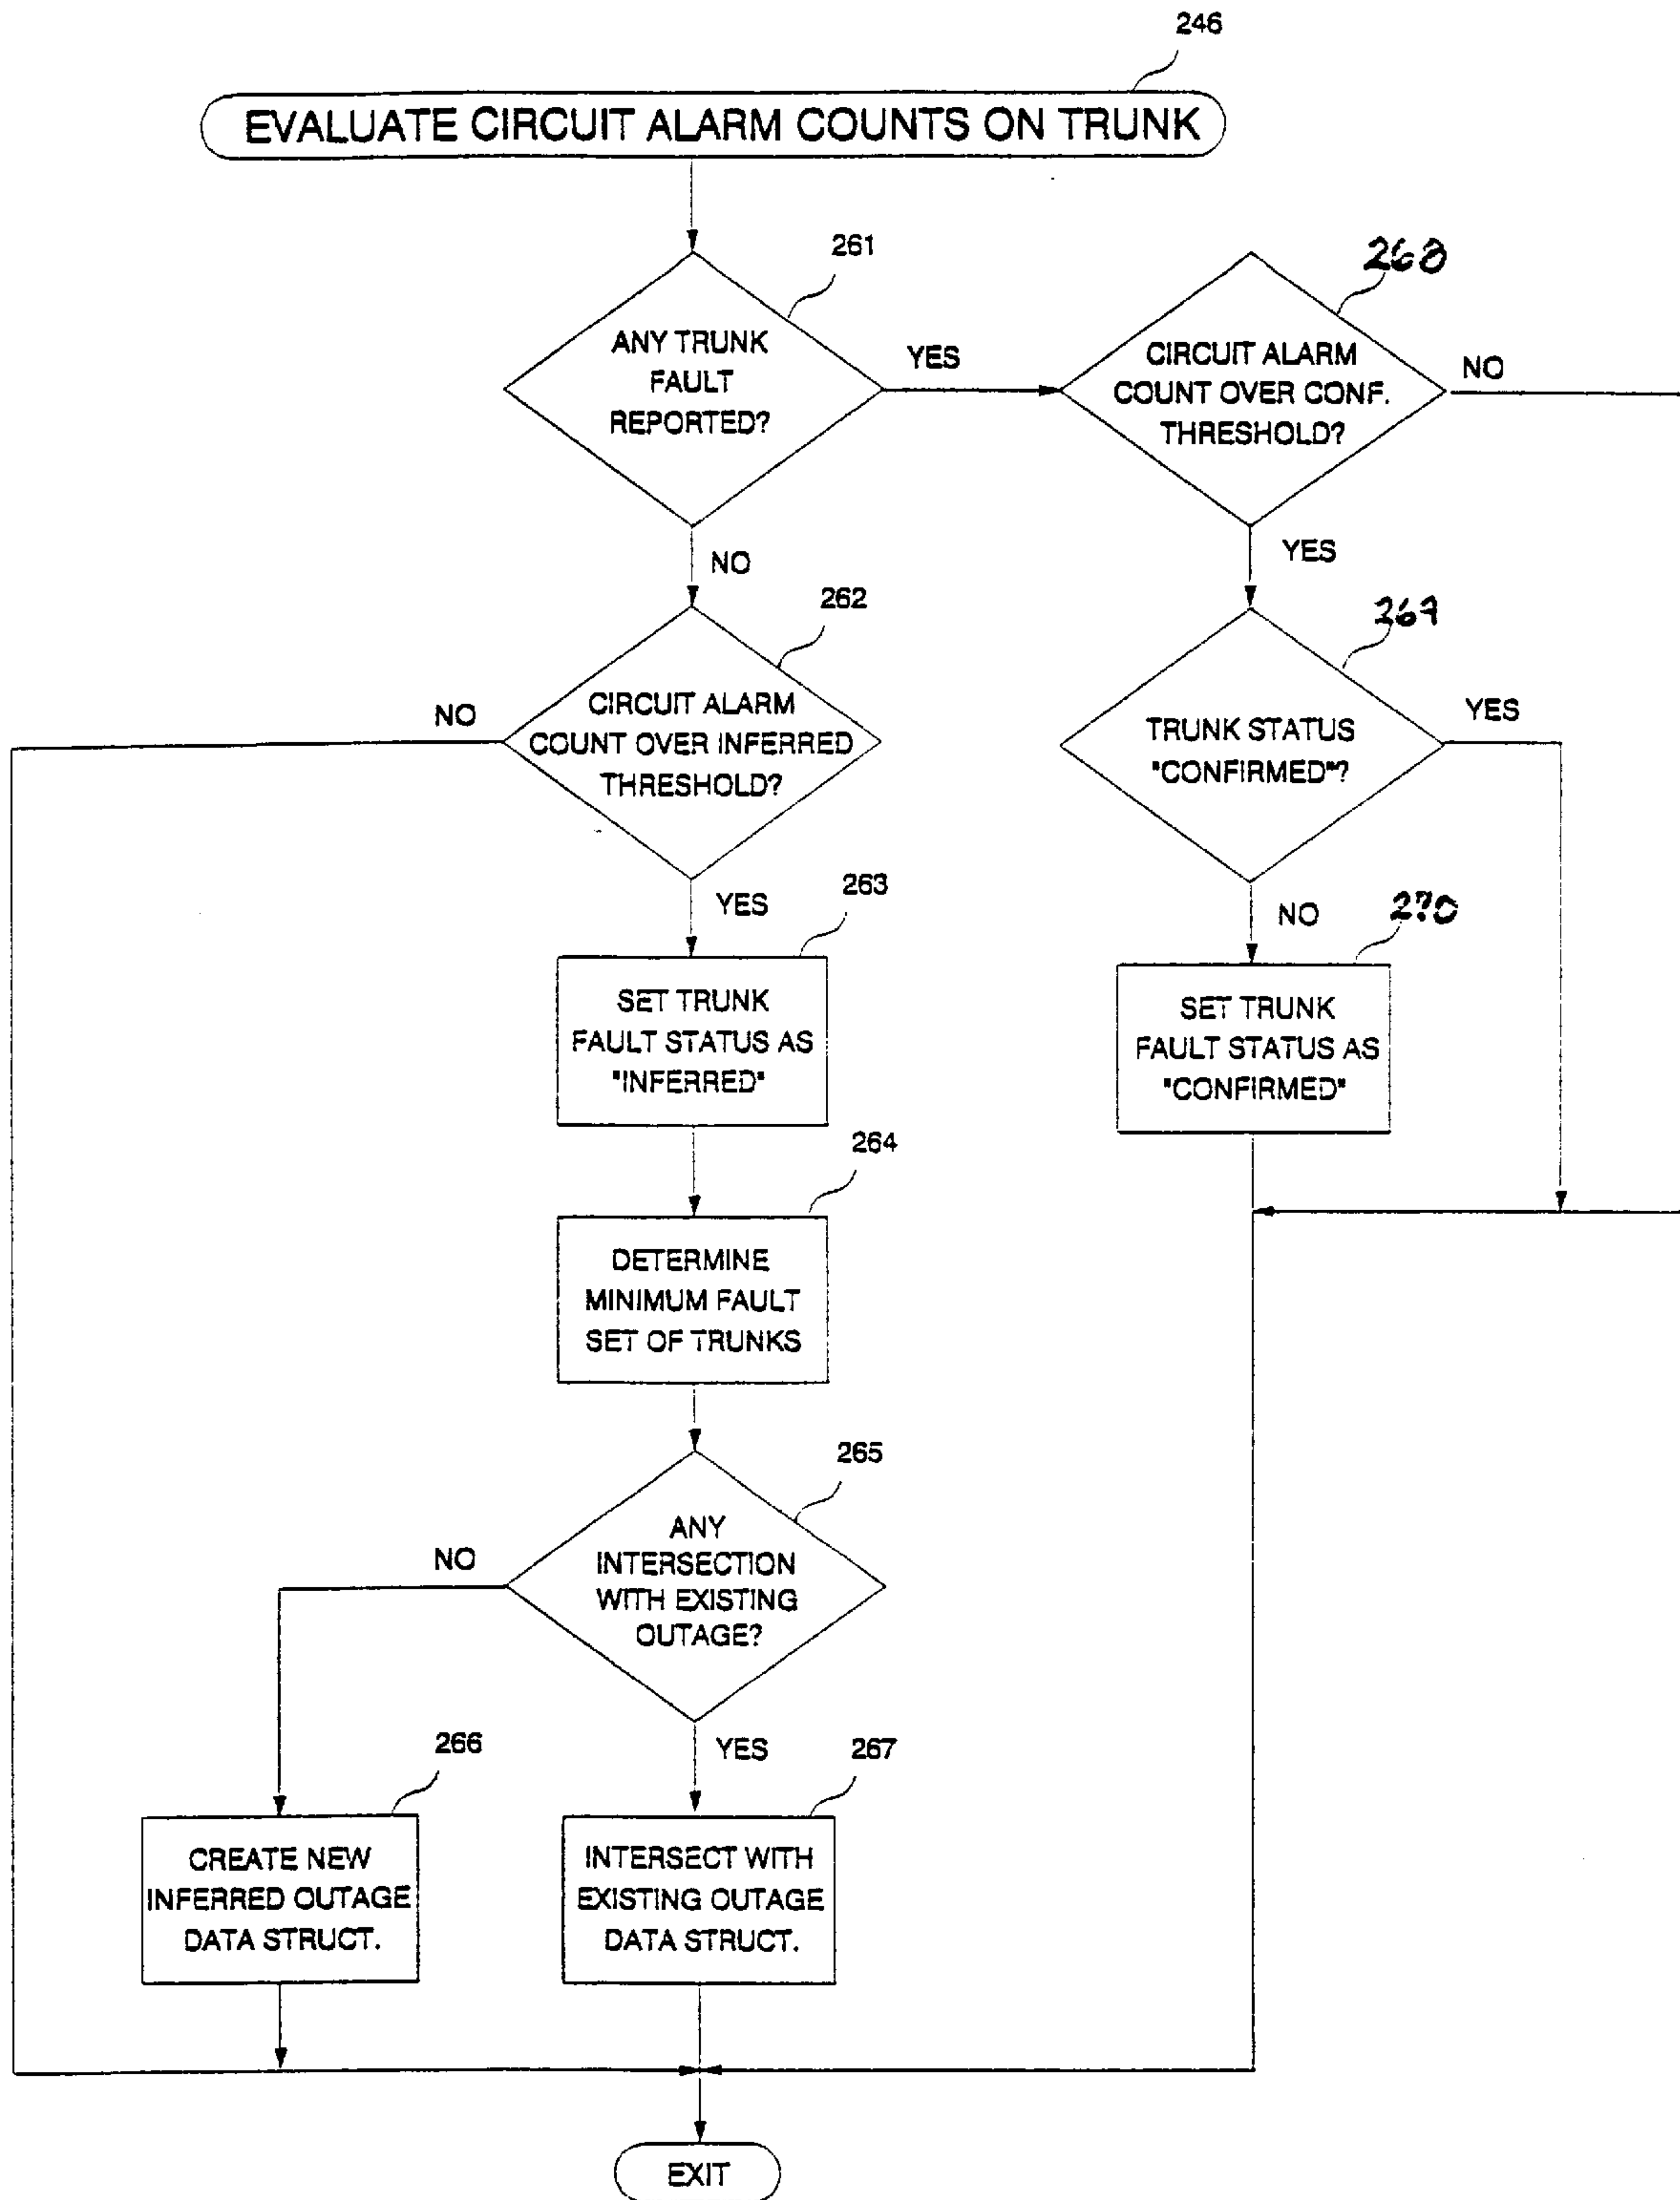 246
EVALUATE CIRCUIT ALARM COUNTS ON TRUNK
261
ANY TRUNK
FAULT
REPORTED?
YES
268
CIRCUIT ALARM
COUNT OVER CONF.
THRESHOLD?
NO
NO
YES
262
CIRCUIT ALARM
COUNT OVER INFERRED
THRESHOLD?
NO
269
TRUNK STATUS
"CONFIRMED"?
YES
YES
263
SET TRUNK
FAULT STATUS AS
"INFERRED"
NO
270
SET TRUNK
FAULT STATUS AS
"CONFIRMED"
264
DETERMINE
MINIMUM FAULT
SET OF TRUNKS
265
ANY
INTERSECTION
WITH EXISTING
OUTAGE?
NO
YES
266
CREATE NEW
INFERRED OUTAGE
DATA STRUCT.
267
INTERSECT WITH
EXISTING OUTAGE
DATA STRUCT.
EXIT